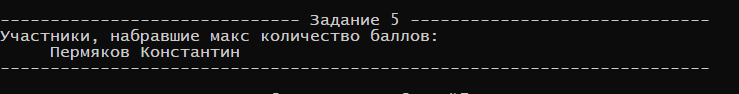 ------------------------------ Задание 5 ------------------------------
Участники, набравшие макс количество баллов:
     Пермяков Константин
-----------------------------------------------------------------------